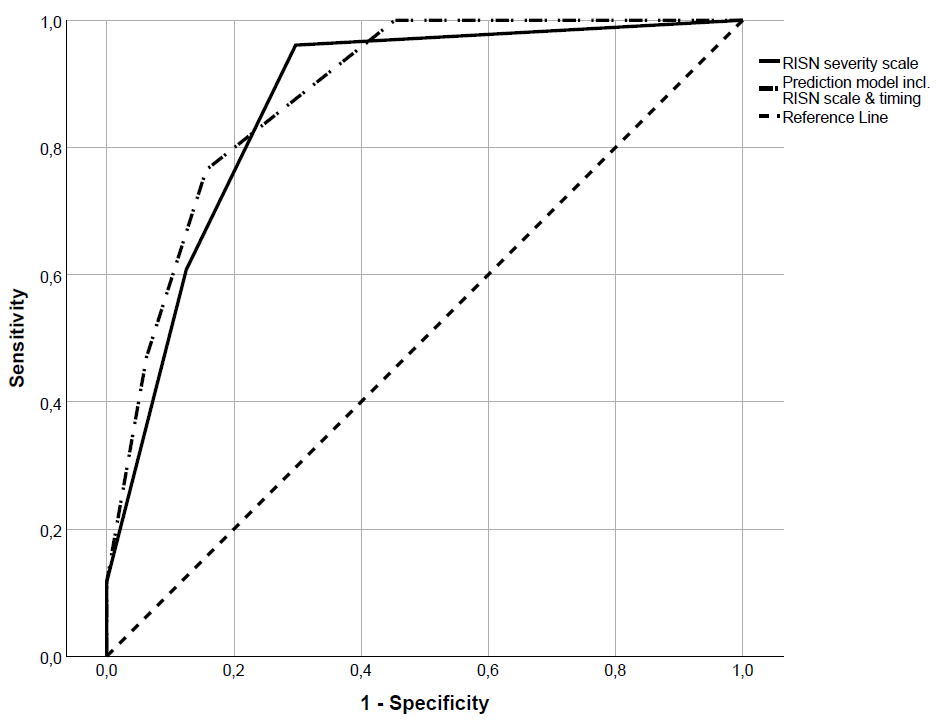 1,0
0,8
0,6
0,4
0,2
0,0
Sensitivity
0,0 0,2 0,4 0,6 0,8 1,0
1 - Specificity
RISN severity scale
Prediction model incl.
RISN scale & timing
Reference Line